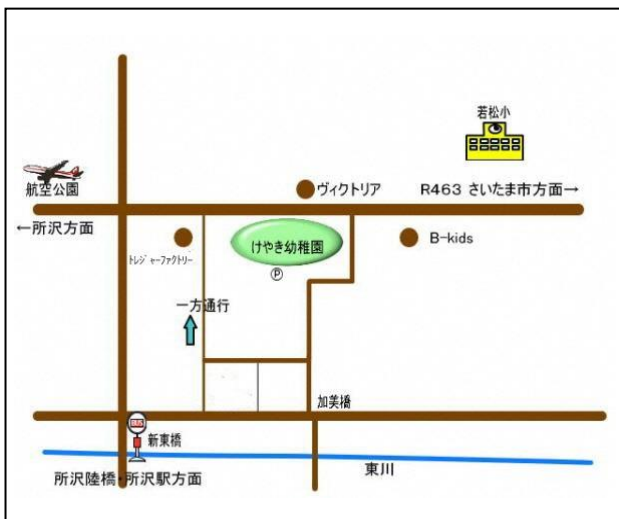 若松小
航空公園
ヴィクトリア
R463 さいたま市方面→
←所沢方面
けやき幼稚園
B-kids
トレジャーファクトリー
P
一方通行
加美橋
BUS
新東橋
東川
所沢陸橋・所沢駅方面